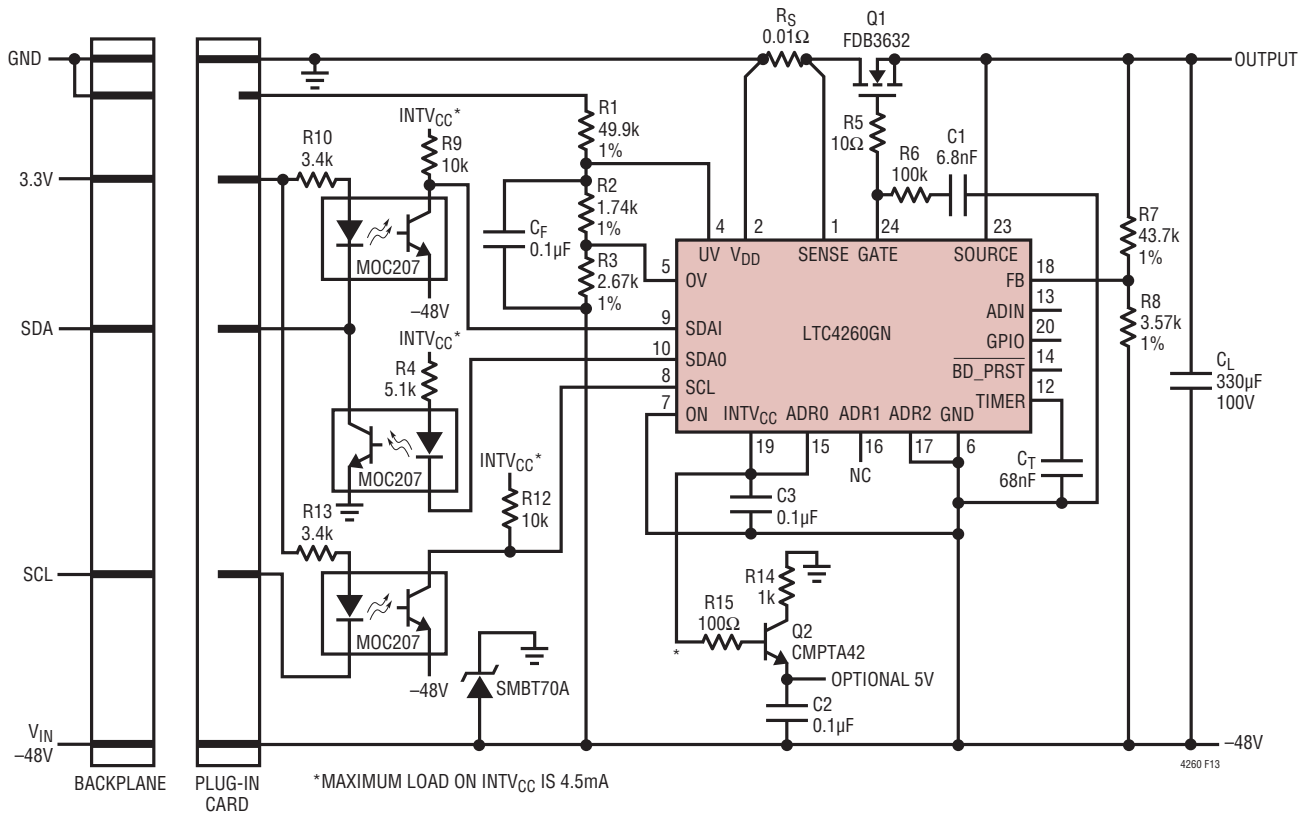 GND
3.3V
SDA
SCL
V_IN
–48V
BACKPLANE
PLUG-IN
CARD
R10
3.4k
INTV_CC*
R9
10k
MOC207
–48V
INTV_CC*
R4
5.1k
MOC207
R13
3.4k
INTV_CC*
R12
10k
MOC207
–48V
SMBT70A
C_F
0.1µF
R1
49.9k
1%
R2
1.74k
1%
R3
2.67k
1%
R_S
0.01Ω
Q1
FDB3632
R5
10Ω
R6
100k
C1
6.8nF
OUTPUT
R7
43.7k
1%
R8
3.57k
1%
C_L
330µF
100V
4
2
1
24
23
UV
V_DD
SENSE
GATE
SOURCE
5
OV
9
SDAI
10
SDA0
8
SCL
7
ON
LTC4260GN
18
FB
13
ADIN
20
GPIO
14
BD_PRST
12
TIMER
INTV_CC
ADR0
ADR1
ADR2
GND
19
15
16
17
6
NC
C_T
68nF
C3
0.1µF
R14
1k
R15
100Ω
*
Q2
CMPTA42
OPTIONAL 5V
C2
0.1µF
–48V
4260 F13
*MAXIMUM LOAD ON INTV_CC IS 4.5mA